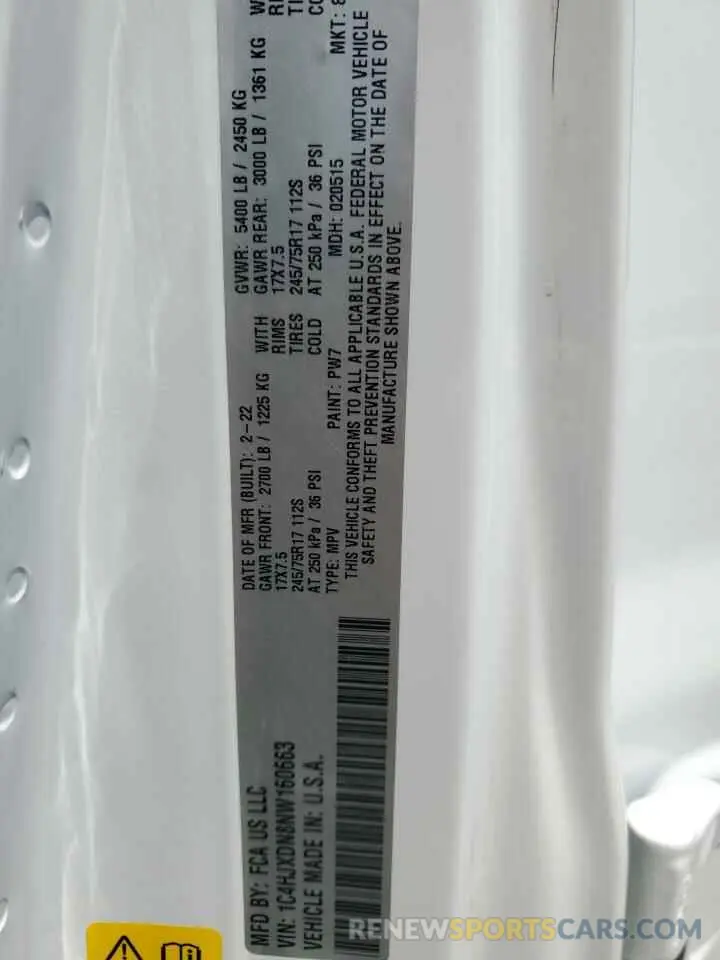 MFD BY: FCA US LLC
VIN: 1C4HJXDN8NW160663
VEHICLE MADE IN: U.S.A.
DATE OF MFR (BUILT): 2-22
GVWR: 5400 LB / 2450 KG
GAWR FRONT: 2700 LB / 1225 KG WITH
GAWR REAR: 3000 LB / 1361 KG
17X7.5 RIMS 17X7.5
245/75R17 112S TIRES 245/75R17 112S
AT 250 kPa / 36 PSI COLD AT 250 kPa / 36 PSI
TYPE: MPV PAINT: PW7 MDH: 020515 MKT:
THIS VEHICLE CONFORMS TO ALL APPLICABLE U.S.A. FEDERAL MOTOR VEHICLE
SAFETY AND THEFT PREVENTION STANDARDS IN EFFECT ON THE DATE OF
MANUFACTURE SHOWN ABOVE.
RENEWSPORTSCARS.COM